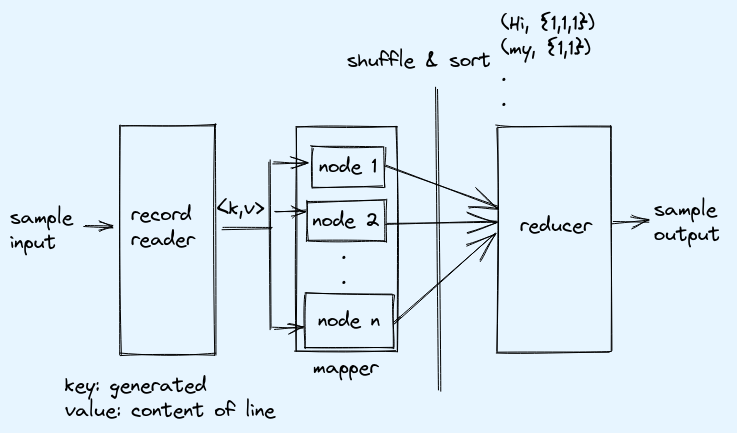 (Hi, {1,1,1})
(my, {1,1})
.
.
shuffle & sort
sample
input
record
reader
<k,v>
node 1
node 2
.
.
node n
mapper
reducer
sample
output
key: generated
value: content of line